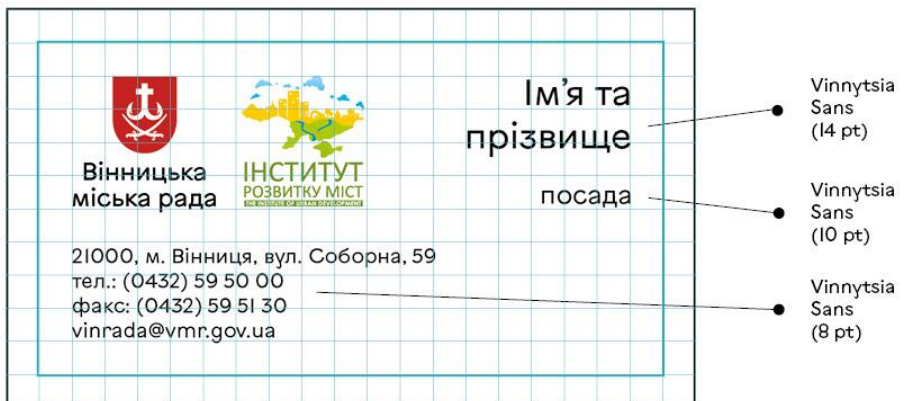 Вінницька
міська рада
ІНСТИТУТ
РОЗВИТКУ МІСТ
THE INSTITUTE OF URBAN DEVELOPMENT
Ім'я та
прізвище
посада
21000, м. Вінниця, вул. Соборна, 59
тел.: (0432) 59 50 00
факс: (0432) 59 51 30
vinrada@vmr.gov.ua
Vinnytsia
Sans
(14 pt)
Vinnytsia
Sans
(10 pt)
Vinnytsia
Sans
(8 pt)